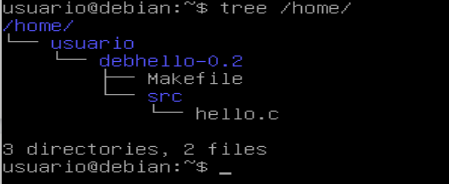 usuario@debian:~$ tree /home/
/home/
└── usuario
    └── debhello-0.2
        ├── Makefile
        └── src
            └── hello.c
3 directories, 2 files
usuario@debian:~$ _